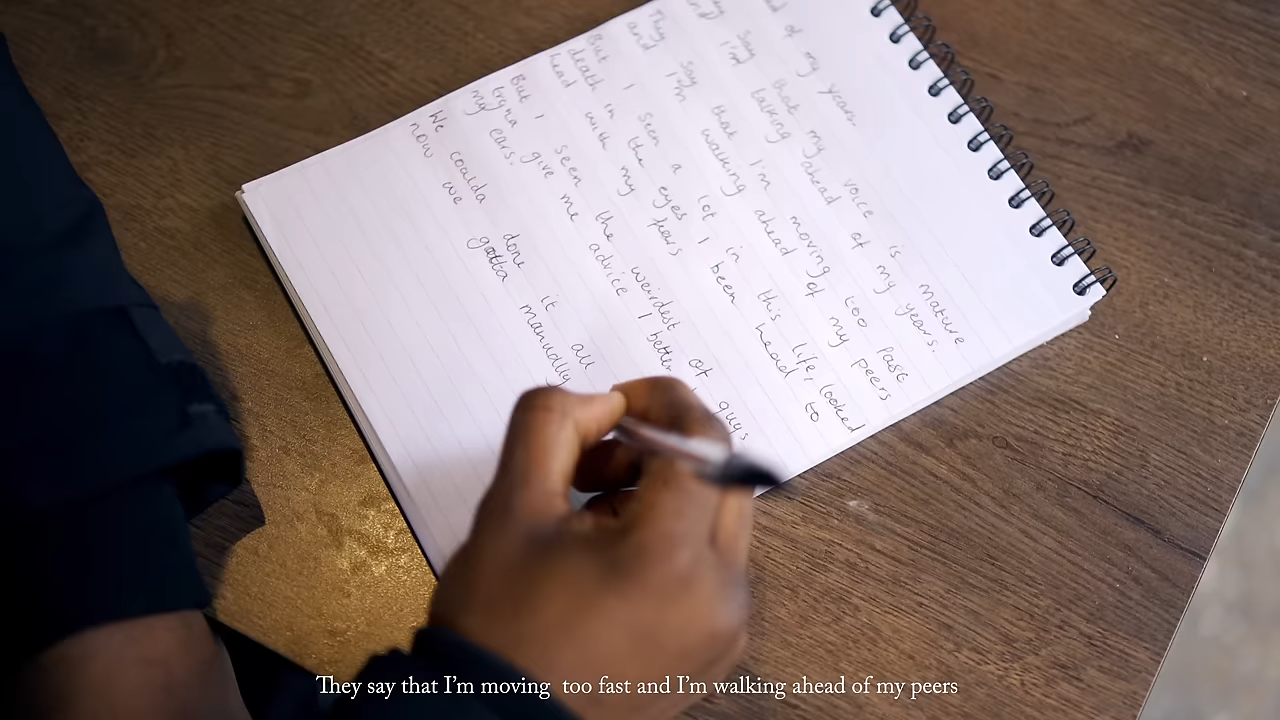 of my years.
say that my voice is mature
and I'm talking ahead of my years.
They say that I'm moving too fast
and I'm walking ahead of my peers
But I seen a lot in this life, looked
death in the eyes I been head to
head with my fears
But, I seen the weirdest of guys
tryna give me advice I better
my ears.
We coulda done it all
now we gotta manually
They say that I'm moving too fast and I'm walking ahead of my peers